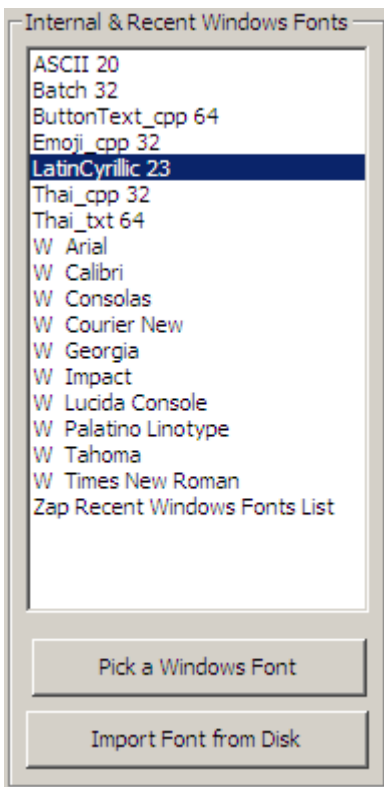 Internal & Recent Windows Fonts
ASCII 20
Batch 32
ButtonText_cpp 64
Emoji_cpp 32
LatinCyrillic 23
Thai_cpp 32
Thai_txt 64
W Arial
W Calibri
W Consolas
W Courier New
W Georgia
W Impact
W Lucida Console
W Palatino Linotype
W Tahoma
W Times New Roman
Zap Recent Windows Fonts List
Pick a Windows Font
Import Font from Disk